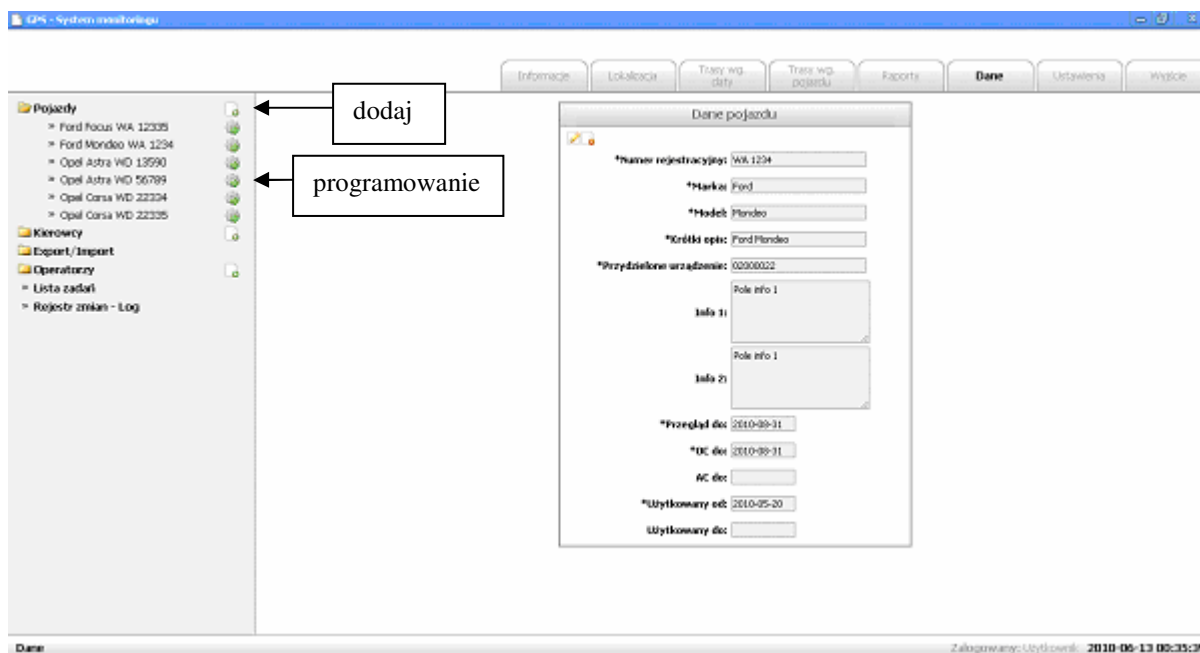 GPS - System monitoringu
Informacje
Lokalizacja
Trasy wg. daty
Trasy wg. pojazdu
Raporty
Dane
Ustawienia
Wyjście
Pojazdy
» Ford Focus WA 12335
» Ford Mondeo WA 1234
» Opel Astra WD 13590
» Opel Astra WD 56789
» Opel Corsa WD 22334
» Opel Corsa WD 22335
Kierowcy
Export/Import
Operatorzy
» Lista zadań
» Rejestr zmian - Log
dodaj
programowanie
Dane pojazdu
*Numer rejestracyjny: WA 1234
*Marka: Ford
*Model: Mondeo
*Krótki opis: Ford Mondeo
*Przydzielone urządzenie: 02000022
Info 1: Pole info 1
Info 2: Pole info 1
*Przegląd do: 2010-08-31
*OC do: 2010-08-31
AC do:
*Użytkowany od: 2010-05-20
Użytkowany do:
Dane
Zalogowany: Użytkownik 2010-06-13 00:35:3